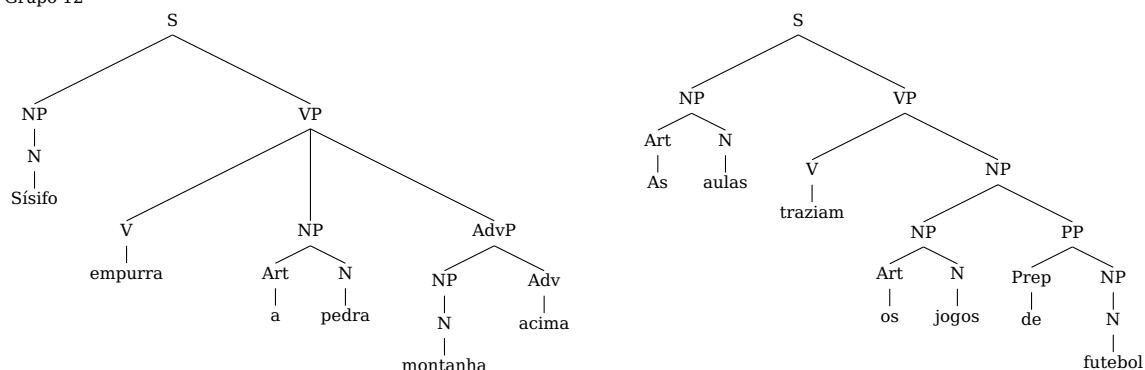 Grupo 12
S S
NP VP NP VP
N Art N V NP
Sísifo As aulas traziam
V NP AdvP NP PP
empurra Art N NP Adv Art N Prep NP
a pedra N acima os jogos de N
montanha futebol